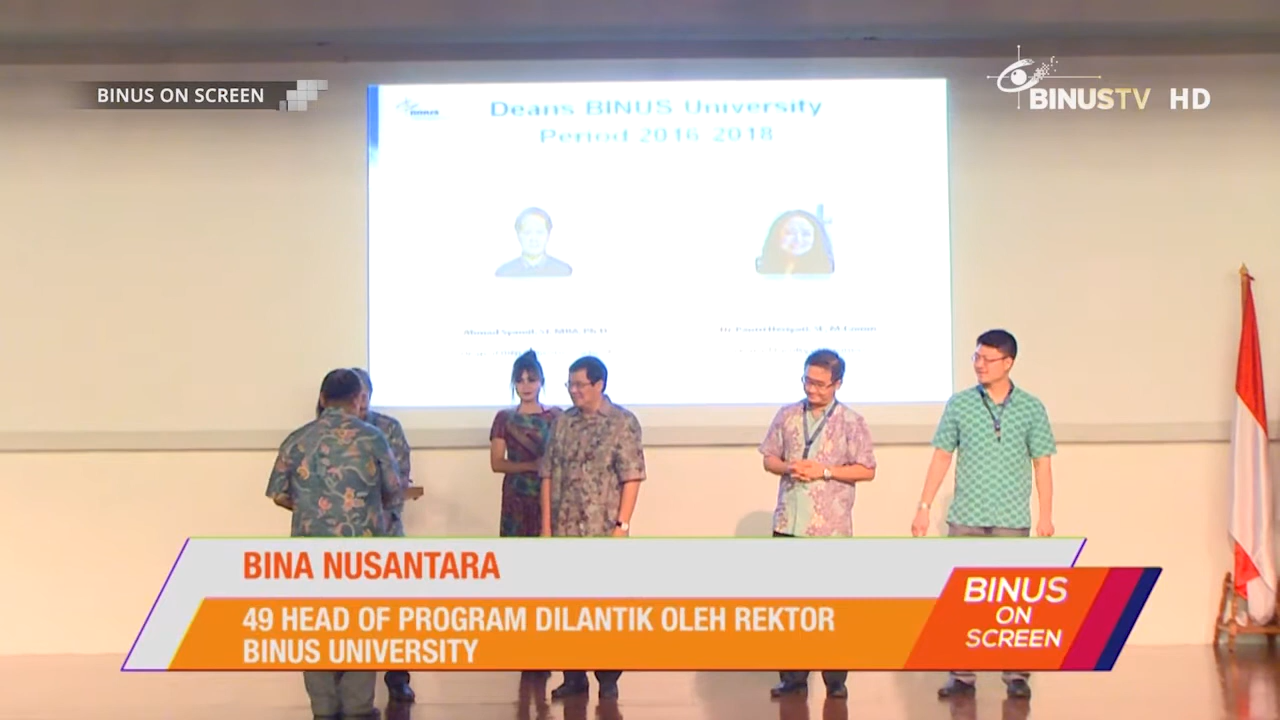 BINUS ON SCREEN
BINUSTV HD
BINUS
Deans BINUS University
Period 2016-2018
BINA NUSANTARA
49 HEAD OF PROGRAM DILANTIK OLEH REKTOR
BINUS UNIVERSITY
BINUS
ON
SCREEN